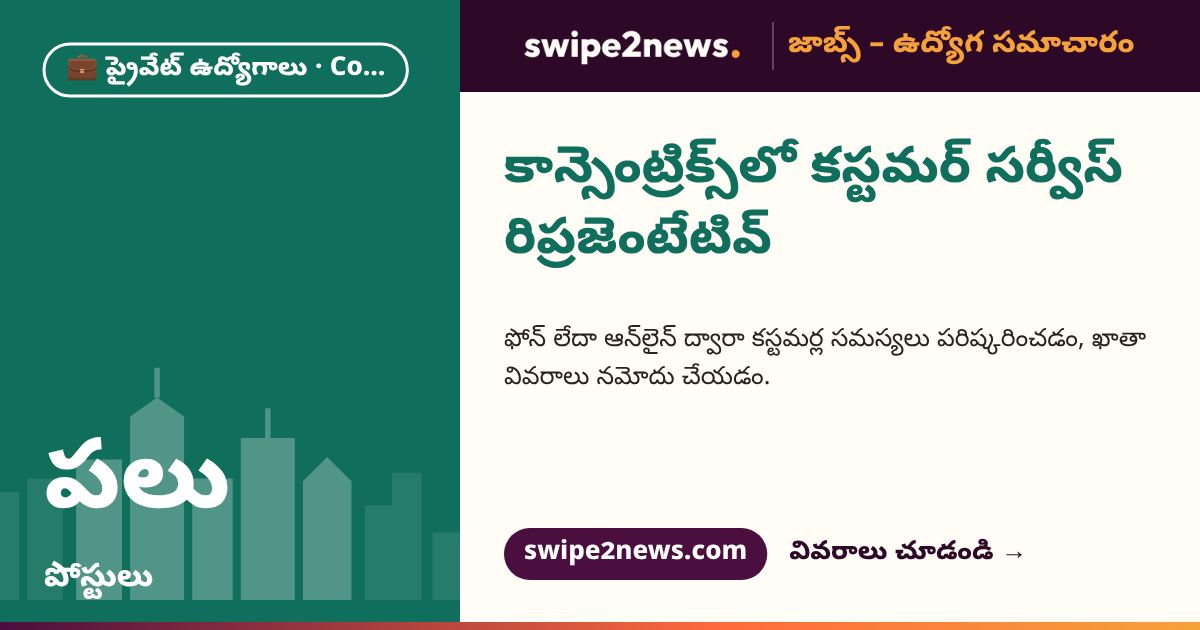 💼 ప్రైవేట్ ఉద్యోగాలు · Co...
పలు
పోస్టులు
swipe2news. | జాబ్స్ – ఉద్యోగ సమాచారం
కాన్సెంట్రిక్స్‌లో కస్టమర్ సర్వీస్
రిప్రజెంటేటివ్
ఫోన్ లేదా ఆన్‌లైన్ ద్వారా కస్టమర్ల సమస్యలు పరిష్కరించడం, ఖాతా
వివరాలు నమోదు చేయడం.
swipe2news.com వివరాలు చూడండి →